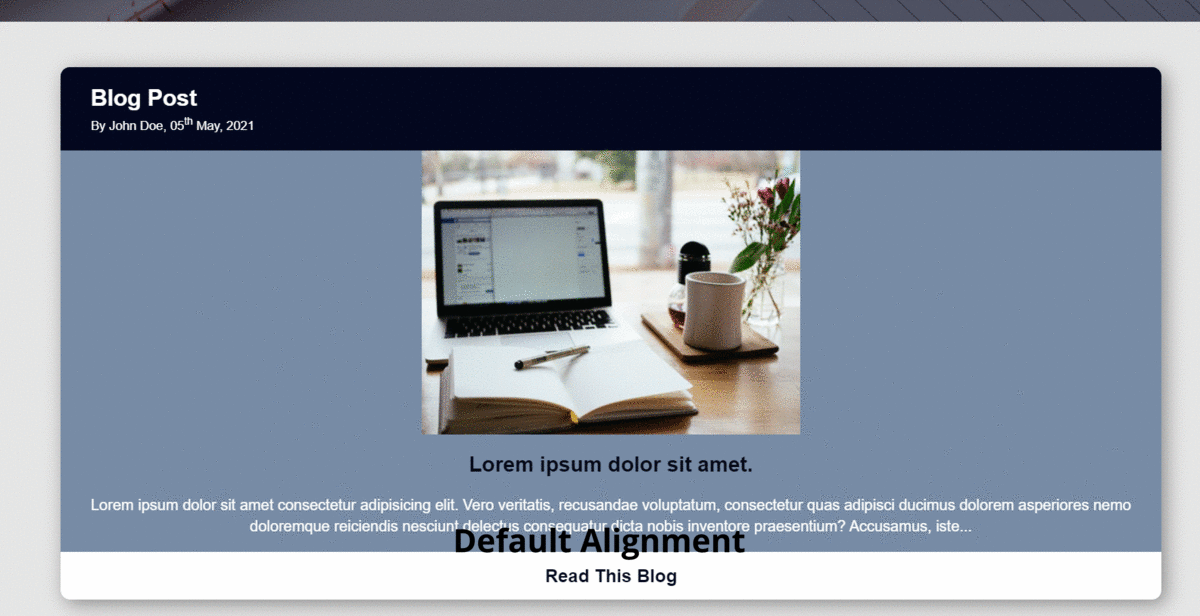 Blog Post
By John Doe, 05th May, 2021
Lorem ipsum dolor sit amet.
Lorem ipsum dolor sit amet consectetur adipisicing elit. Vero veritatis, recusandae voluptatum, consectetur quas adipisci ducimus dolorem asperiores nemo
doloremque reiciendis nesciunt delectus consequatur dicta nobis inventore praesentium? Accusamus, iste...
Default Alignment
Read This Blog